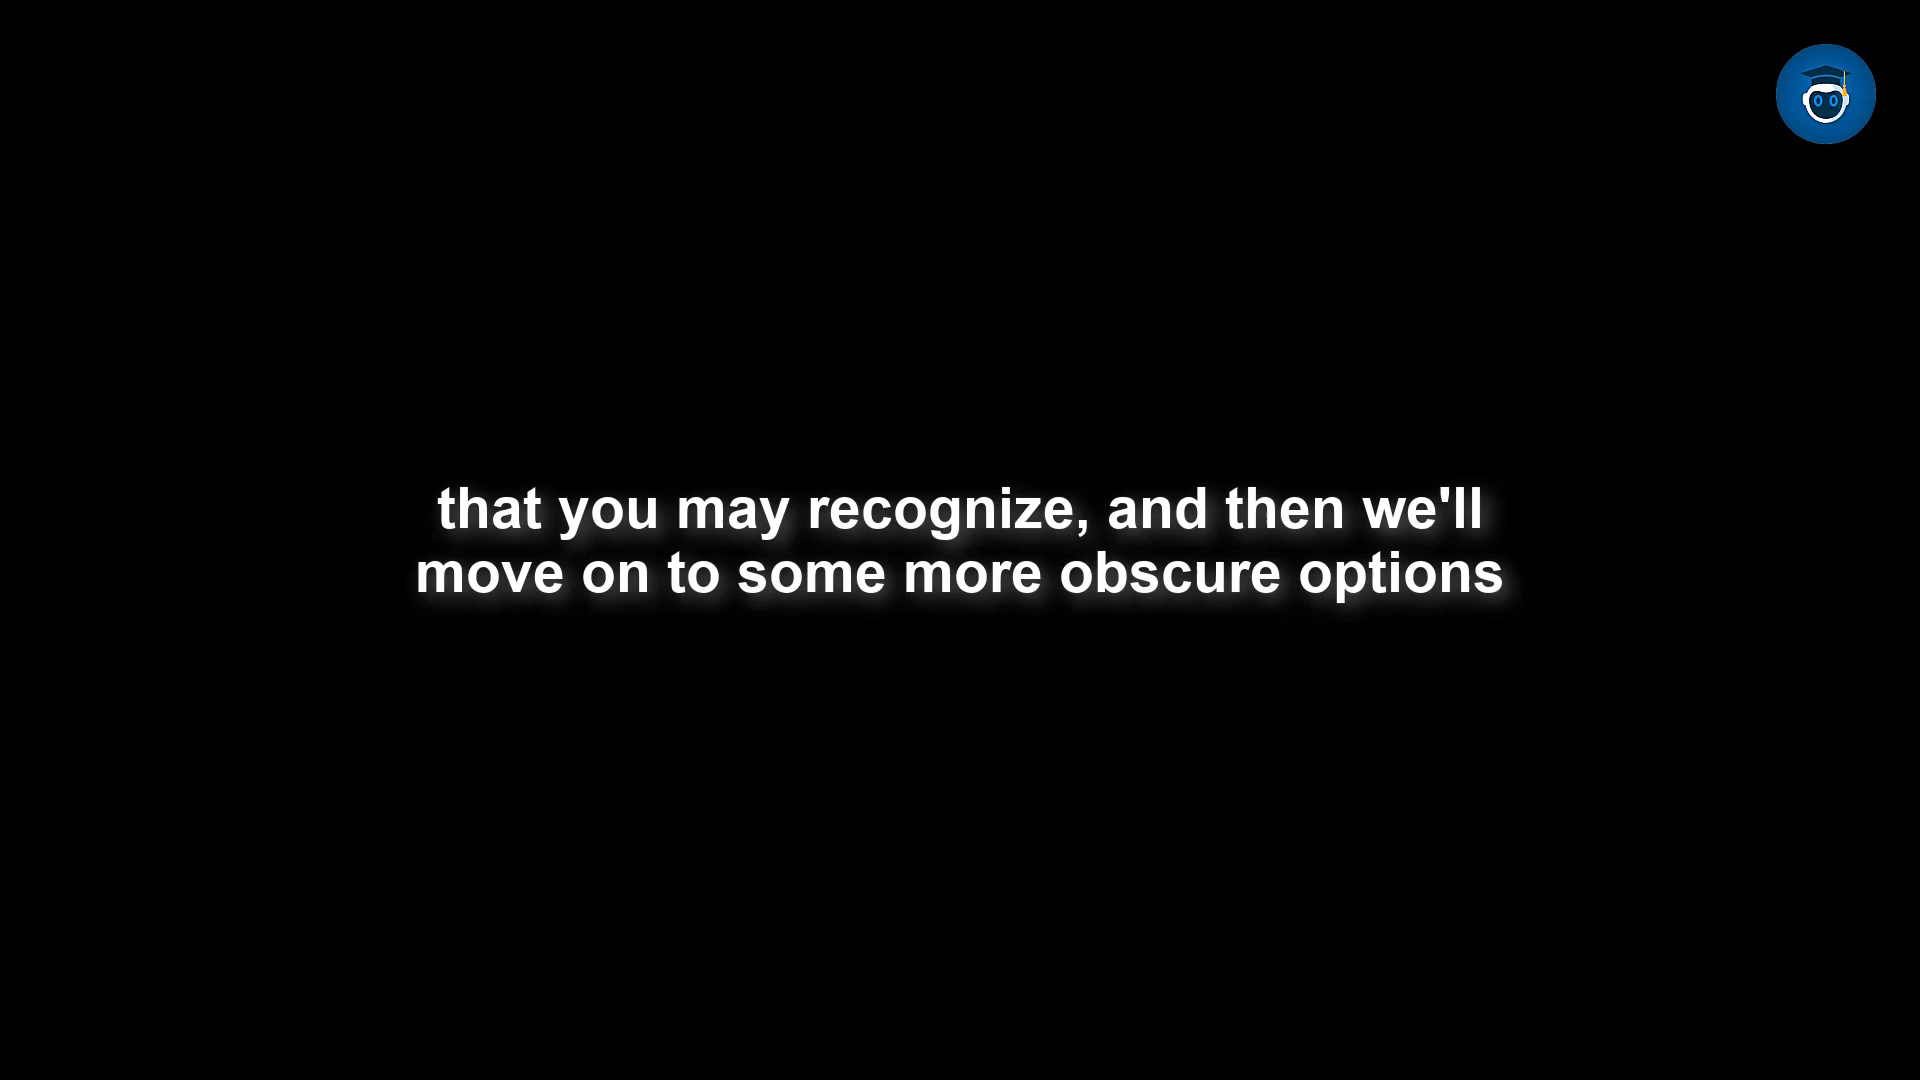 that you may recognize, and then we'll
move on to some more obscure options